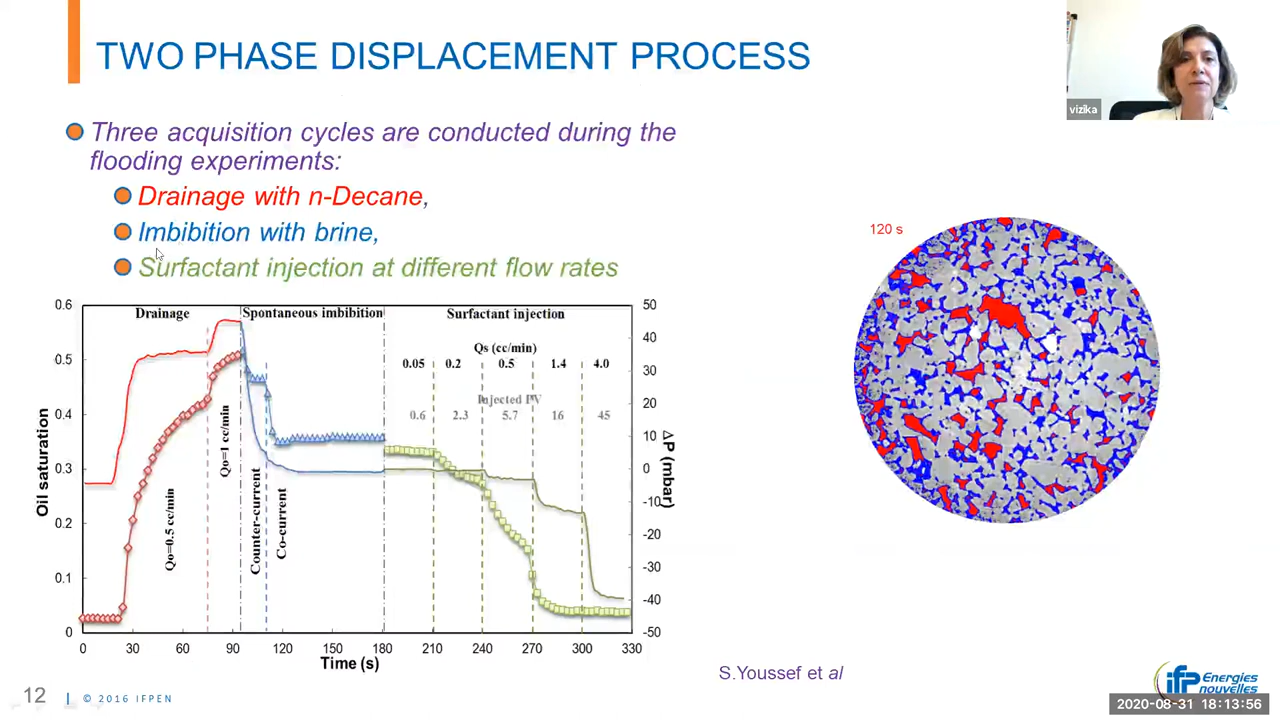 TWO PHASE DISPLACEMENT PROCESS
vizika
Three acquisition cycles are conducted during the
flooding experiments:
Drainage with n-Decane,
Imbibition with brine,
Surfactant injection at different flow rates
120 s
Drainage
Spontaneous imbibition
Surfactant injection
Qs (cc/min)
0.05 0.2 0.5 1.4 4.0
Injected PV
0.6 2.3 5.7 16 45
Qo=0.5 cc/min
Qo=1 cc/min
Counter-current
Co-current
Oil saturation
0.6
0.5
0.4
0.3
0.2
0.1
0
50
40
30
20
10
0
-10
-20
-30
-40
-50
ΔP (mbar)
0 30 60 90 120 150 180 210 240 270 300 330
Time (s)
S.Youssef et al
12 | © 2016 IFPEN
ifp Energies
nouvelles
2020-08-31 18:13:56